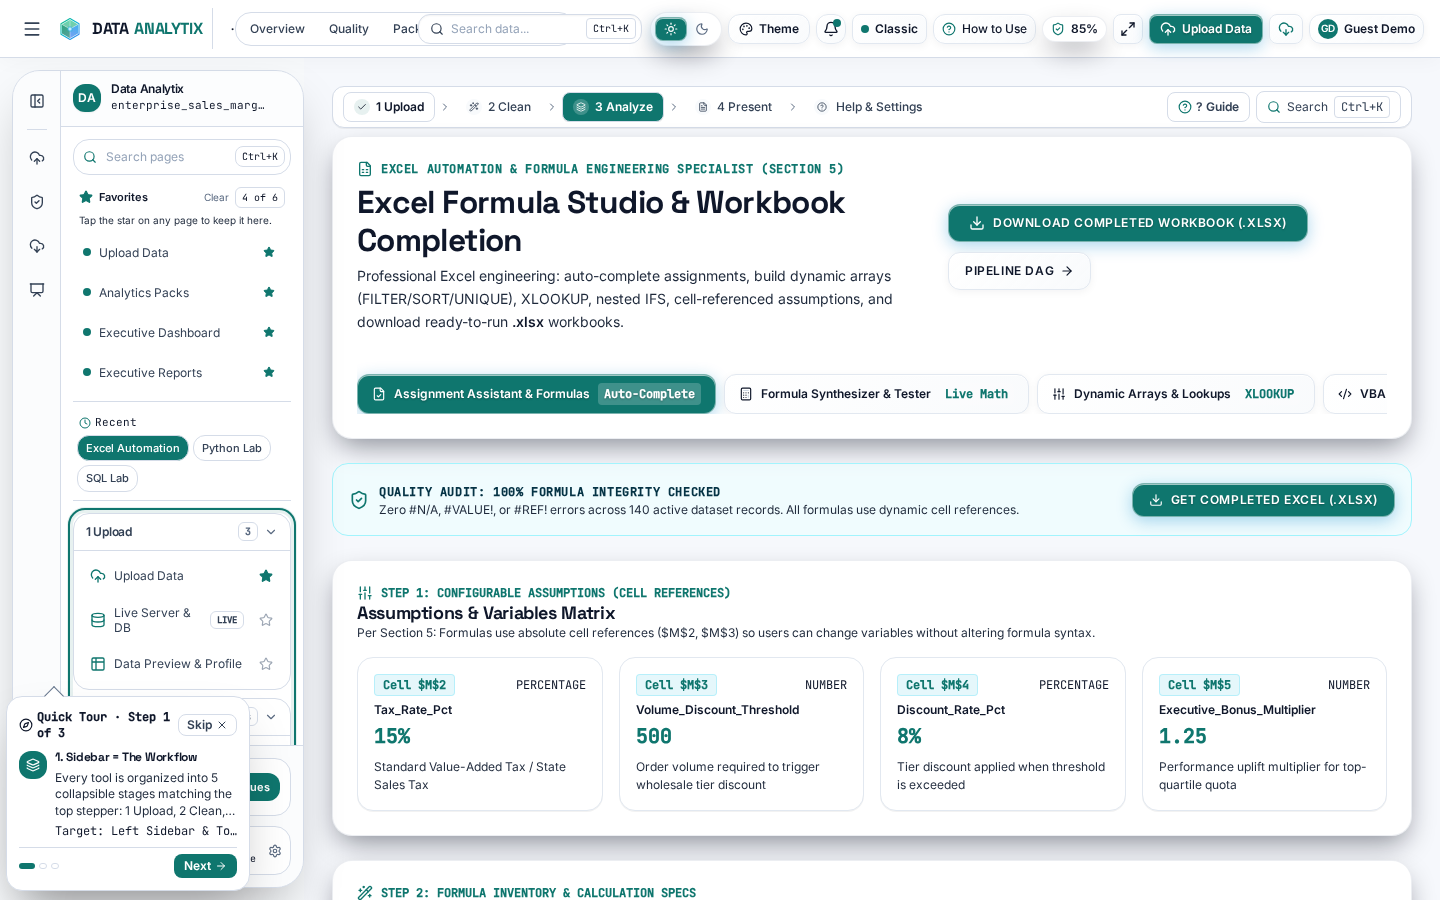 DATA ANALYTIX
Overview Quality
Search data... Ctrl+K
Theme
Classic
How to Use
85%
Upload Data
GD Guest Demo
DA Data Analytix
enterprise_sales_marg…
Search pages Ctrl+K
Favorites Clear 4 of 6
Tap the star on any page to keep it here.
Upload Data
Analytics Packs
Executive Dashboard
Executive Reports
Recent
Excel Automation Python Lab
SQL Lab
1 Upload 3
Upload Data
Live Server & DB LIVE
Data Preview & Profile
Quick Tour · Step 1
of 3
Skip
1. Sidebar = The Workflow
Every tool is organized into 5
collapsible stages matching the
top stepper: 1 Upload, 2 Clean,…
Target: Left Sidebar & To…
Next
1 Upload 2 Clean 3 Analyze 4 Present Help & Settings
? Guide Search Ctrl+K
EXCEL AUTOMATION & FORMULA ENGINEERING SPECIALIST (SECTION 5)
Excel Formula Studio & Workbook
Completion
Professional Excel engineering: auto-complete assignments, build dynamic arrays
(FILTER/SORT/UNIQUE), XLOOKUP, nested IFS, cell-referenced assumptions, and
download ready-to-run .xlsx workbooks.
DOWNLOAD COMPLETED WORKBOOK (.XLSX)
PIPELINE DAG
Assignment Assistant & Formulas Auto-Complete
Formula Synthesizer & Tester Live Math
Dynamic Arrays & Lookups XLOOKUP
VBA
QUALITY AUDIT: 100% FORMULA INTEGRITY CHECKED
Zero #N/A, #VALUE!, or #REF! errors across 140 active dataset records. All formulas use dynamic cell references.
GET COMPLETED EXCEL (.XLSX)
STEP 1: CONFIGURABLE ASSUMPTIONS (CELL REFERENCES)
Assumptions & Variables Matrix
Per Section 5: Formulas use absolute cell references ($M$2, $M$3) so users can change variables without altering formula syntax.
Cell $M$2 PERCENTAGE
Tax_Rate_Pct
15%
Standard Value-Added Tax / State
Sales Tax
Cell $M$3 NUMBER
Volume_Discount_Threshold
500
Order volume required to trigger
wholesale tier discount
Cell $M$4 PERCENTAGE
Discount_Rate_Pct
8%
Tier discount applied when threshold
is exceeded
Cell $M$5 NUMBER
Executive_Bonus_Multiplier
1.25
Performance uplift multiplier for top-
quartile quota
STEP 2: FORMULA INVENTORY & CALCULATION SPECS